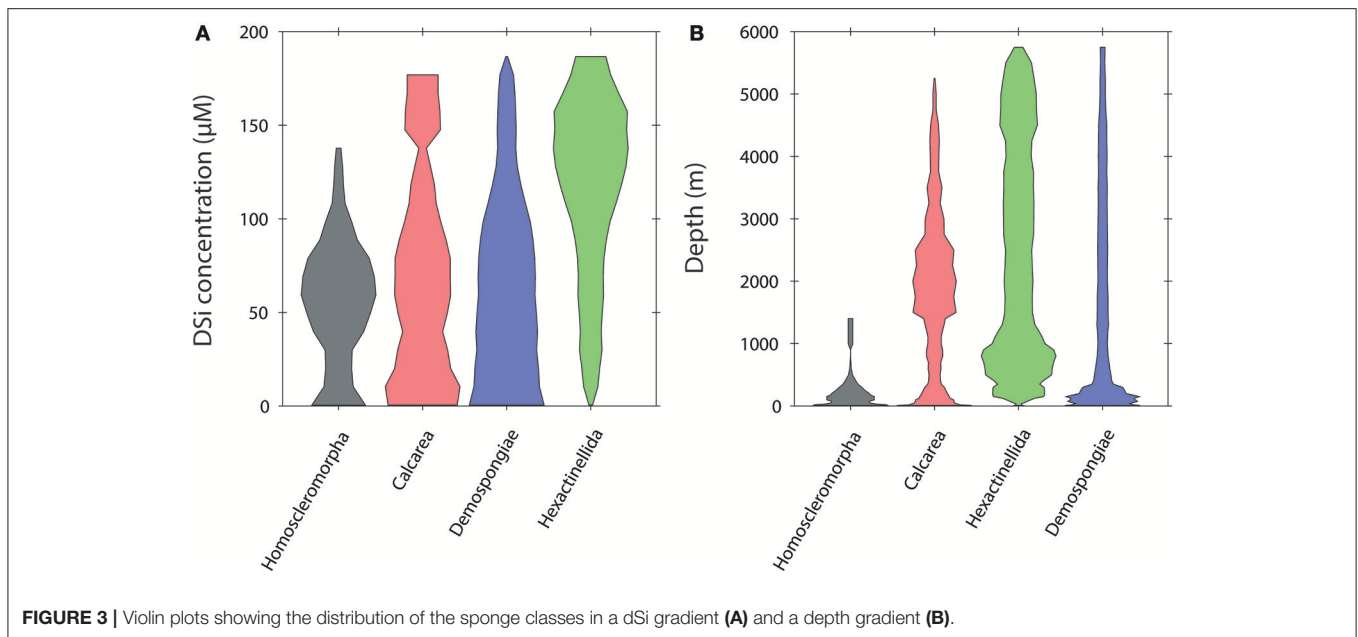 A
DSi concentration (µM)
200
150
100
50
0
Homoscleromorpha
Calcarea
Demospongiae
Hexactinellida
B
Depth (m)
6000
5000
4000
3000
2000
1000
0
Homoscleromorpha
Calcarea
Hexactinellida
Demospongiae
FIGURE 3 | Violin plots showing the distribution of the sponge classes in a dSi gradient (A) and a depth gradient (B).